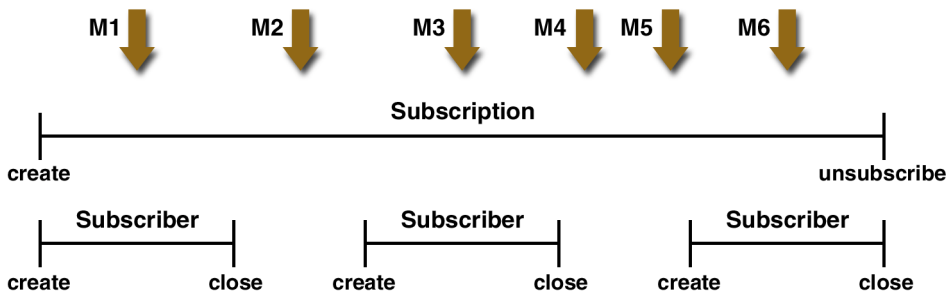 M1 M2 M3 M4 M5 M6
Subscription
create unsubscribe
Subscriber Subscriber Subscriber
create close create close create close